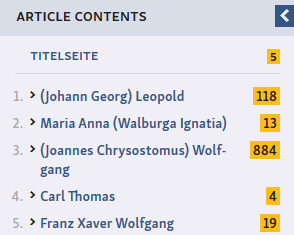 ARTICLE CONTENTS
TITELSEITE 5
1. (Johann Georg) Leopold 118
2. Maria Anna (Walburga Ignatia) 13
3. (Joannes Chrysostomus) Wolf- 884
gang
4. Carl Thomas 4
5. Franz Xaver Wolfgang 19